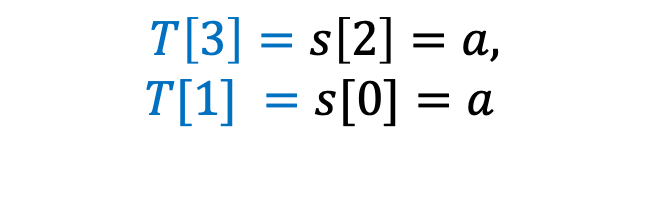 T[3] = s[2] = a,
T[1] = s[0] = a